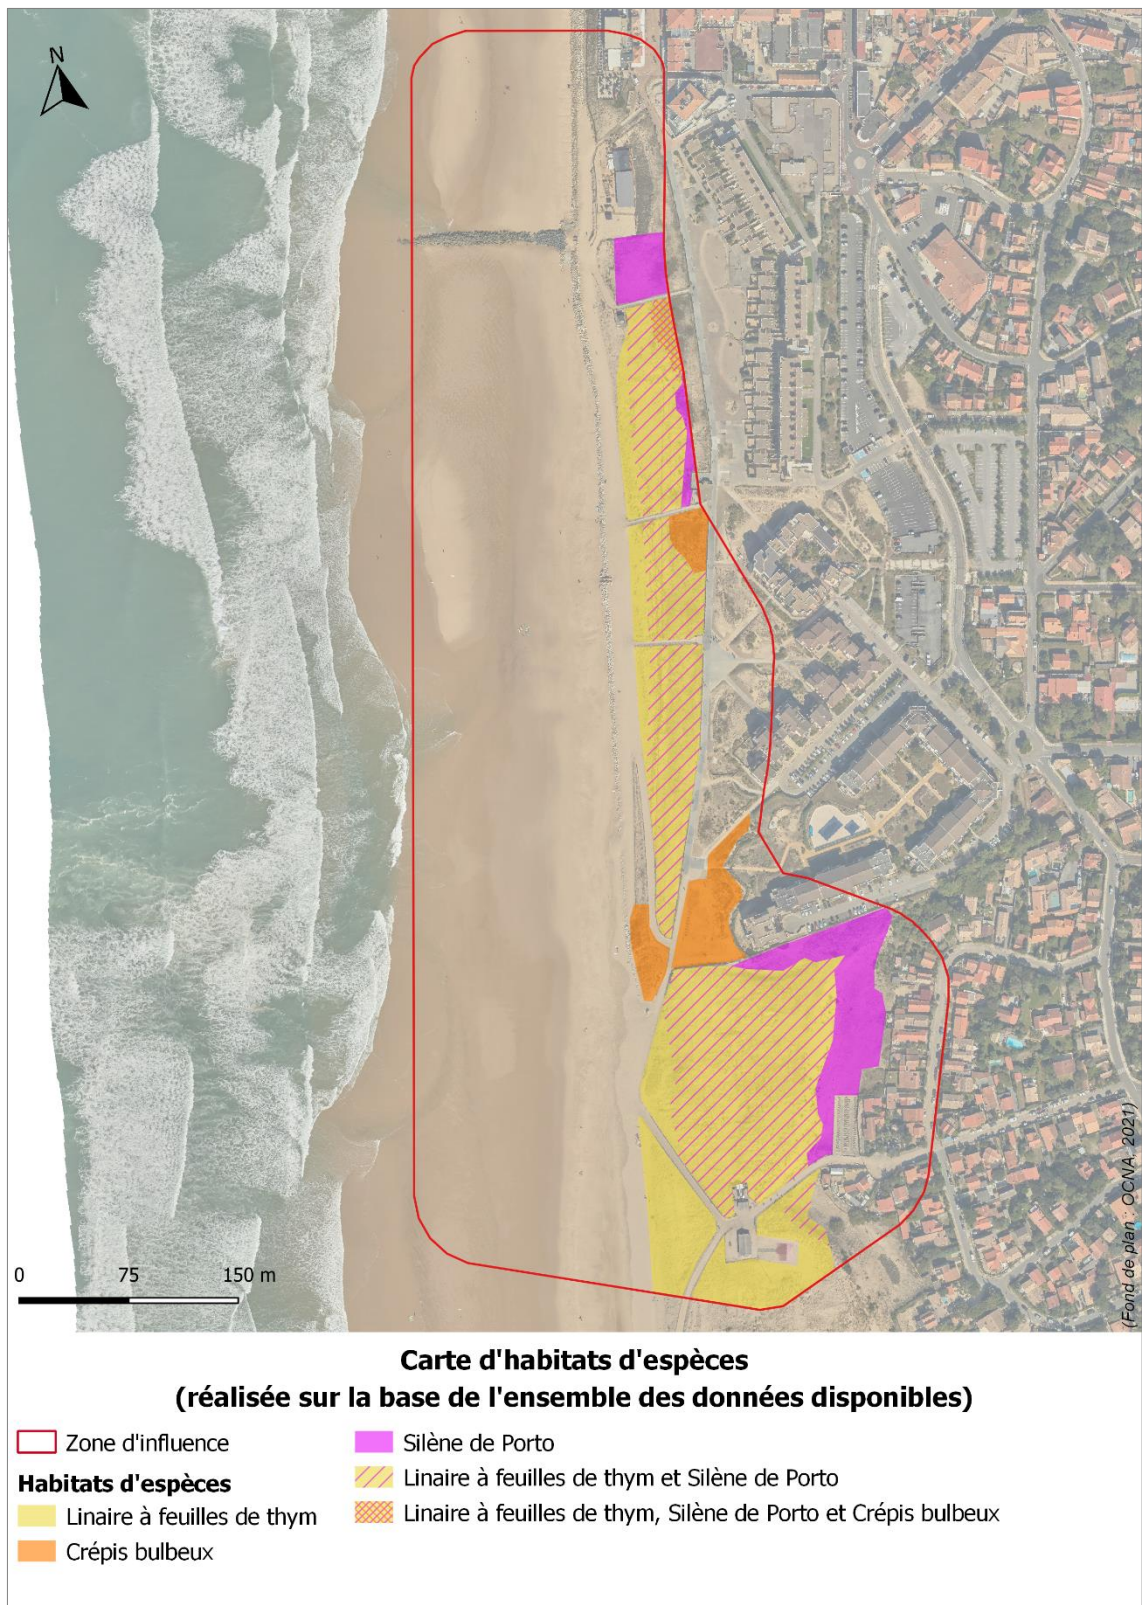 N
0 75 150 m
(Fond de plan : OCNA, 2021)
Carte d'habitats d'espèces
(réalisée sur la base de l'ensemble des données disponibles)
Zone d'influence
Habitats d'espèces
Linaire à feuilles de thym
Crépis bulbeux
Silène de Porto
Linaire à feuilles de thym et Silène de Porto
Linaire à feuilles de thym, Silène de Porto et Crépis bulbeux